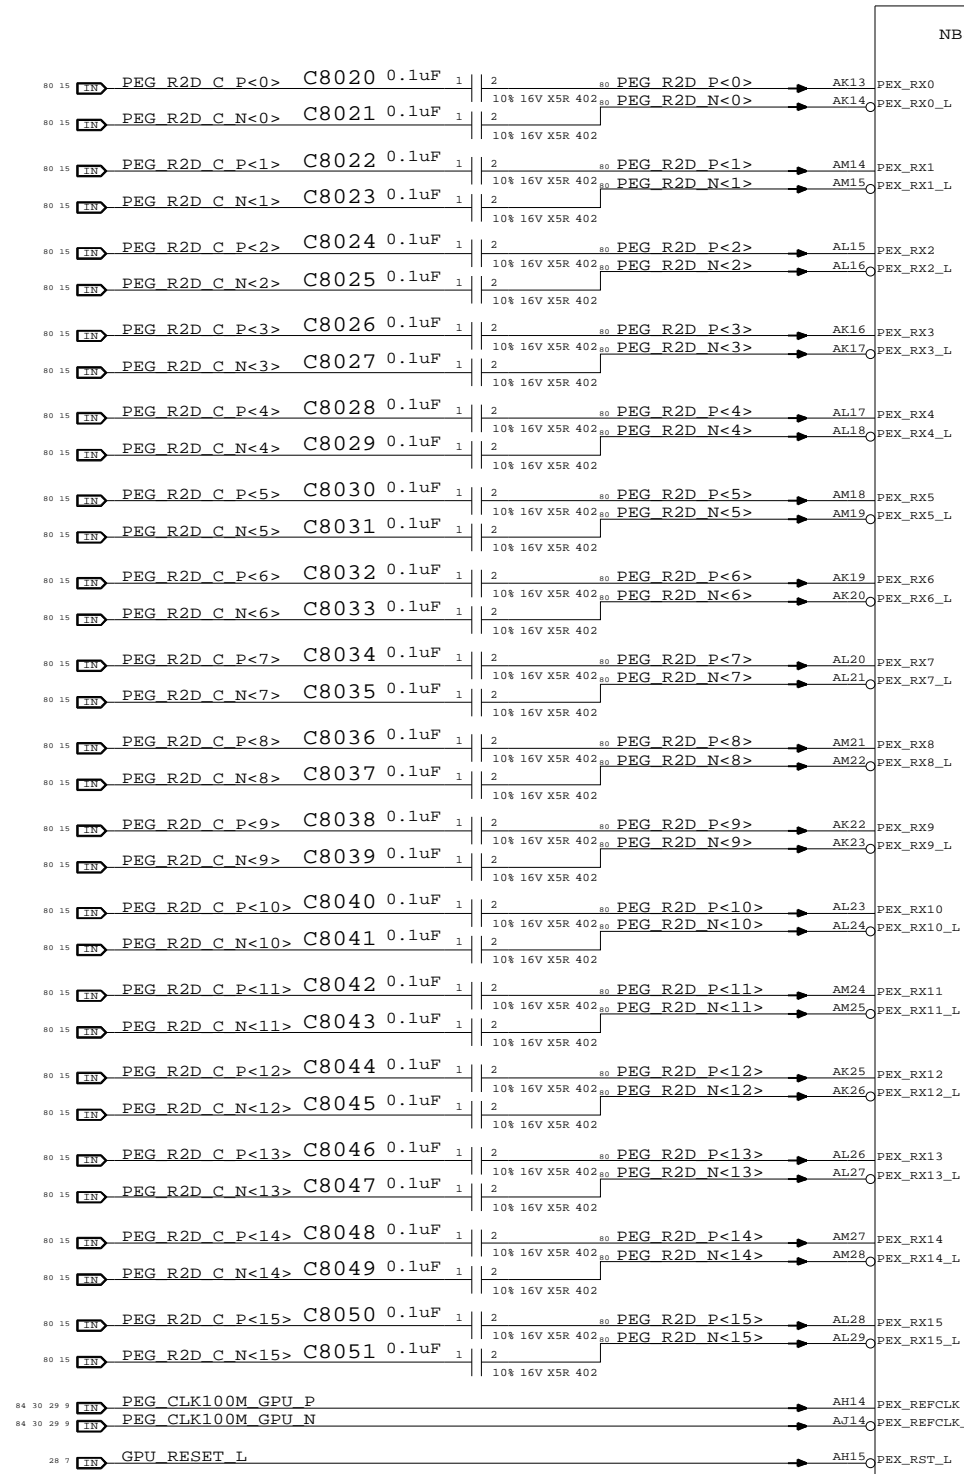 NB
80 15 IN PEG_R2D_C_P<0> C8020 0.1uF 1 2 80 PEG_R2D_P<0> AK13 PEX_RX0
10% 16V X5R 402 80 PEG_R2D_N<0> AK14 PEX_RX0_L
80 15 IN PEG_R2D_C_N<0> C8021 0.1uF 1 2
10% 16V X5R 402
80 15 IN PEG_R2D_C_P<1> C8022 0.1uF 1 2 80 PEG_R2D_P<1> AM14 PEX_RX1
10% 16V X5R 402 80 PEG_R2D_N<1> AM15 PEX_RX1_L
80 15 IN PEG_R2D_C_N<1> C8023 0.1uF 1 2
10% 16V X5R 402
80 15 IN PEG_R2D_C_P<2> C8024 0.1uF 1 2 80 PEG_R2D_P<2> AL15 PEX_RX2
10% 16V X5R 402 80 PEG_R2D_N<2> AL16 PEX_RX2_L
80 15 IN PEG_R2D_C_N<2> C8025 0.1uF 1 2
10% 16V X5R 402
80 15 IN PEG_R2D_C_P<3> C8026 0.1uF 1 2 80 PEG_R2D_P<3> AK16 PEX_RX3
10% 16V X5R 402 80 PEG_R2D_N<3> AK17 PEX_RX3_L
80 15 IN PEG_R2D_C_N<3> C8027 0.1uF 1 2
10% 16V X5R 402
80 15 IN PEG_R2D_C_P<4> C8028 0.1uF 1 2 80 PEG_R2D_P<4> AL17 PEX_RX4
10% 16V X5R 402 80 PEG_R2D_N<4> AL18 PEX_RX4_L
80 15 IN PEG_R2D_C_N<4> C8029 0.1uF 1 2
10% 16V X5R 402
80 15 IN PEG_R2D_C_P<5> C8030 0.1uF 1 2 80 PEG_R2D_P<5> AM18 PEX_RX5
10% 16V X5R 402 80 PEG_R2D_N<5> AM19 PEX_RX5_L
80 15 IN PEG_R2D_C_N<5> C8031 0.1uF 1 2
10% 16V X5R 402
80 15 IN PEG_R2D_C_P<6> C8032 0.1uF 1 2 80 PEG_R2D_P<6> AK19 PEX_RX6
10% 16V X5R 402 80 PEG_R2D_N<6> AK20 PEX_RX6_L
80 15 IN PEG_R2D_C_N<6> C8033 0.1uF 1 2
10% 16V X5R 402
80 15 IN PEG_R2D_C_P<7> C8034 0.1uF 1 2 80 PEG_R2D_P<7> AL20 PEX_RX7
10% 16V X5R 402 80 PEG_R2D_N<7> AL21 PEX_RX7_L
80 15 IN PEG_R2D_C_N<7> C8035 0.1uF 1 2
10% 16V X5R 402
80 15 IN PEG_R2D_C_P<8> C8036 0.1uF 1 2 80 PEG_R2D_P<8> AM21 PEX_RX8
10% 16V X5R 402 80 PEG_R2D_N<8> AM22 PEX_RX8_L
80 15 IN PEG_R2D_C_N<8> C8037 0.1uF 1 2
10% 16V X5R 402
80 15 IN PEG_R2D_C_P<9> C8038 0.1uF 1 2 80 PEG_R2D_P<9> AK22 PEX_RX9
10% 16V X5R 402 80 PEG_R2D_N<9> AK23 PEX_RX9_L
80 15 IN PEG_R2D_C_N<9> C8039 0.1uF 1 2
10% 16V X5R 402
80 15 IN PEG_R2D_C_P<10> C8040 0.1uF 1 2 80 PEG_R2D_P<10> AL23 PEX_RX10
10% 16V X5R 402 80 PEG_R2D_N<10> AL24 PEX_RX10_L
80 15 IN PEG_R2D_C_N<10> C8041 0.1uF 1 2
10% 16V X5R 402
80 15 IN PEG_R2D_C_P<11> C8042 0.1uF 1 2 80 PEG_R2D_P<11> AM24 PEX_RX11
10% 16V X5R 402 80 PEG_R2D_N<11> AM25 PEX_RX11_L
80 15 IN PEG_R2D_C_N<11> C8043 0.1uF 1 2
10% 16V X5R 402
80 15 IN PEG_R2D_C_P<12> C8044 0.1uF 1 2 80 PEG_R2D_P<12> AK25 PEX_RX12
10% 16V X5R 402 80 PEG_R2D_N<12> AK26 PEX_RX12_L
80 15 IN PEG_R2D_C_N<12> C8045 0.1uF 1 2
10% 16V X5R 402
80 15 IN PEG_R2D_C_P<13> C8046 0.1uF 1 2 80 PEG_R2D_P<13> AL26 PEX_RX13
10% 16V X5R 402 80 PEG_R2D_N<13> AL27 PEX_RX13_L
80 15 IN PEG_R2D_C_N<13> C8047 0.1uF 1 2
10% 16V X5R 402
80 15 IN PEG_R2D_C_P<14> C8048 0.1uF 1 2 80 PEG_R2D_P<14> AM27 PEX_RX14
10% 16V X5R 402 80 PEG_R2D_N<14> AM28 PEX_RX14_L
80 15 IN PEG_R2D_C_N<14> C8049 0.1uF 1 2
10% 16V X5R 402
80 15 IN PEG_R2D_C_P<15> C8050 0.1uF 1 2 80 PEG_R2D_P<15> AL28 PEX_RX15
10% 16V X5R 402 80 PEG_R2D_N<15> AL29 PEX_RX15_L
80 15 IN PEG_R2D_C_N<15> C8051 0.1uF 1 2
10% 16V X5R 402
84 30 29 9 IN PEG_CLK100M_GPU_P AH14 PEX_REFCLK
84 30 29 9 IN PEG_CLK100M_GPU_N AJ14 PEX_REFCLK_
28 7 IN GPU_RESET_L AH15 PEX_RST_L